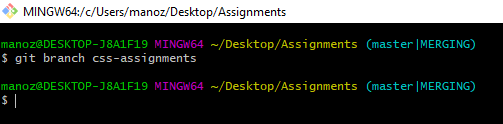 MINGW64:/c/Users/manoz/Desktop/Assignments
manoz@DESKTOP-J8A1F19 MINGW64 ~/Desktop/Assignments (master|MERGING)
$ git branch css-assignments
manoz@DESKTOP-J8A1F19 MINGW64 ~/Desktop/Assignments (master|MERGING)
$